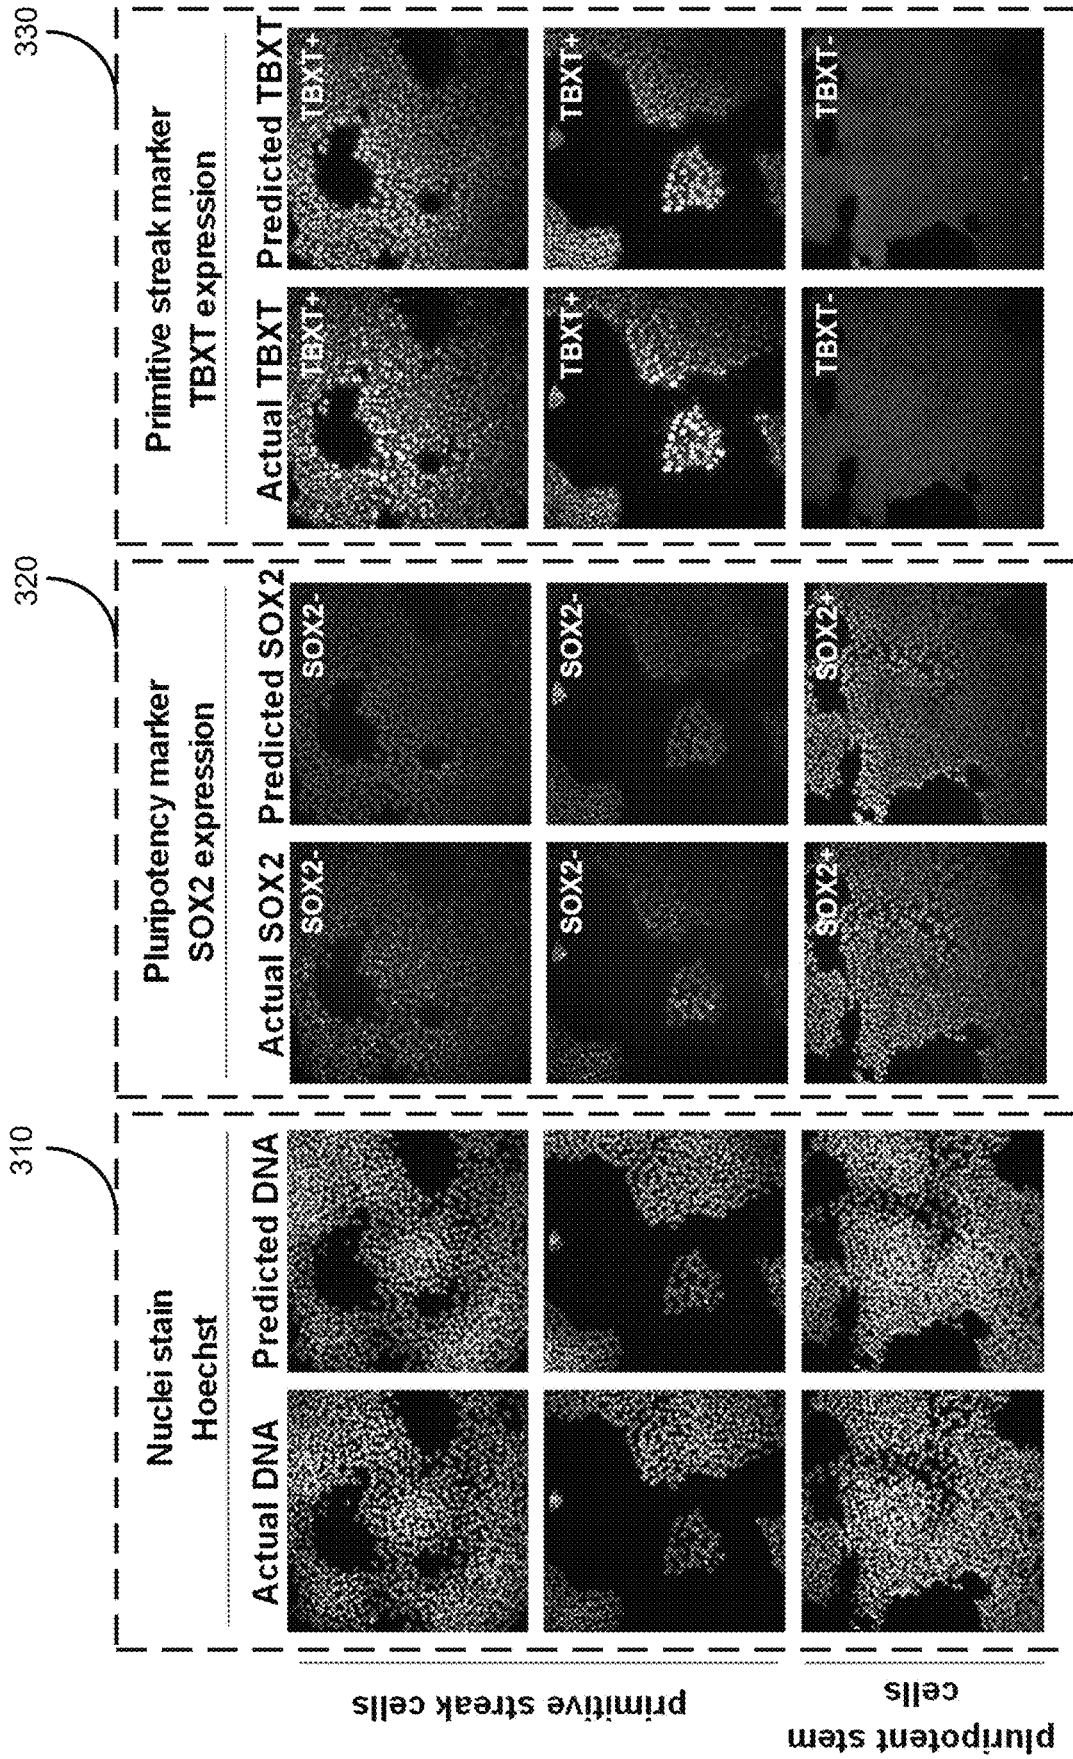 310
Nuclei stain
Hoechst
Actual DNA
Predicted DNA
320
Pluripotency marker
SOX2 expression
Actual SOX2
Predicted SOX2
SOX2-
SOX2-
SOX2-
SOX2-
SOX2+
SOX2+
330
Primitive streak marker
TBXT expression
Actual TBXT
Predicted TBXT
TBXT+
TBXT+
TBXT+
TBXT+
TBXT-
TBXT-
primitive streak cells
pluripotent stem
cells